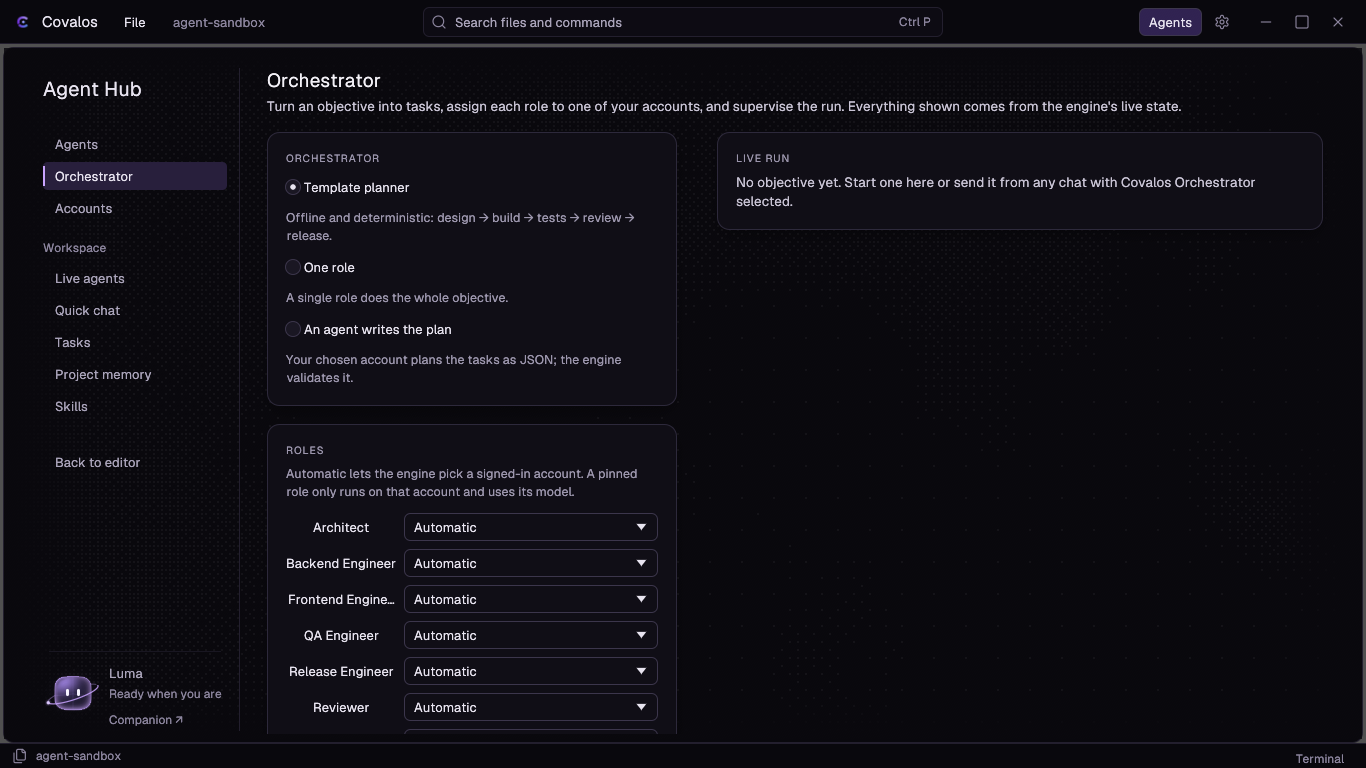 Covalos
File
agent-sandbox
Search files and commands
Ctrl P
Agents
Agent Hub
Agents
Orchestrator
Accounts
Workspace
Live agents
Quick chat
Tasks
Project memory
Skills
Back to editor
Luma
Ready when you are
Companion ↗
Orchestrator
Turn an objective into tasks, assign each role to one of your accounts, and supervise the run. Everything shown comes from the engine's live state.
ORCHESTRATOR
Template planner
Offline and deterministic: design → build → tests → review →
release.
One role
A single role does the whole objective.
An agent writes the plan
Your chosen account plans the tasks as JSON; the engine
validates it.
ROLES
Automatic lets the engine pick a signed-in account. A pinned
role only runs on that account and uses its model.
Architect Automatic
Backend Engineer Automatic
Frontend Engine… Automatic
QA Engineer Automatic
Release Engineer Automatic
Reviewer Automatic
LIVE RUN
No objective yet. Start one here or send it from any chat with Covalos Orchestrator
selected.
agent-sandbox
Terminal